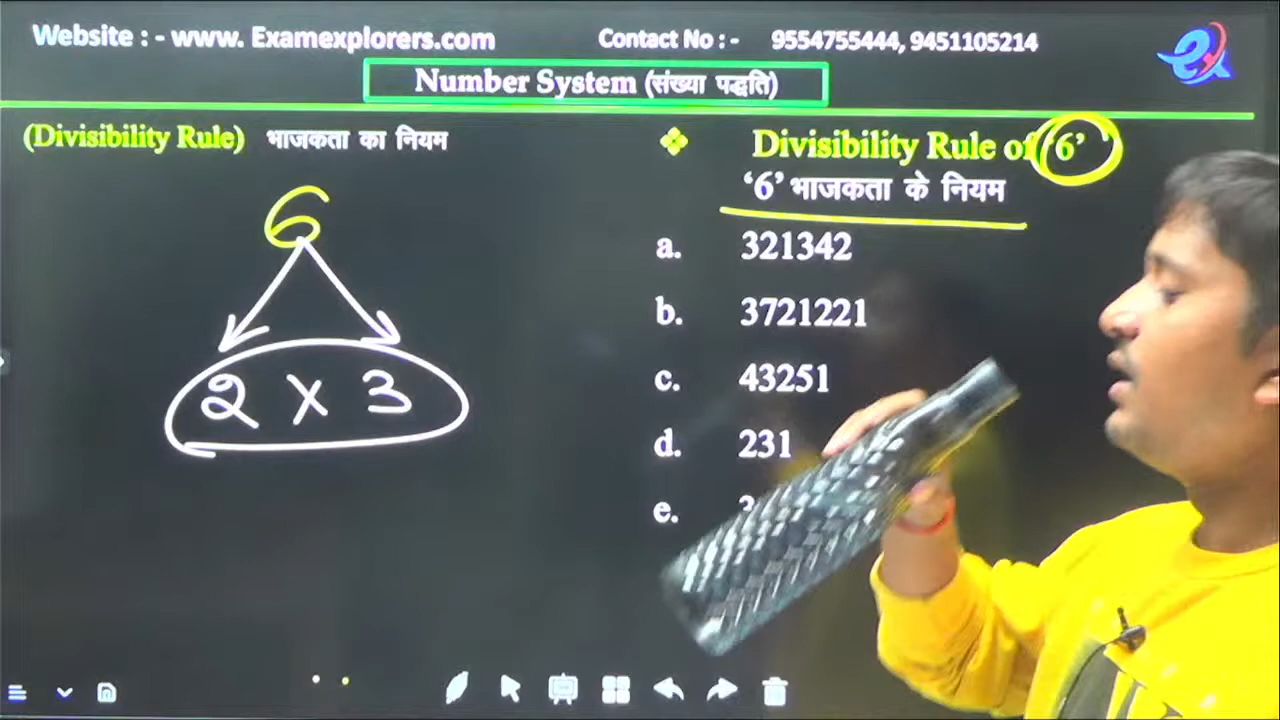 Website : - www. Examexplorers.com
Contact No : - 9554755444, 9451105214
Number System (संख्या पद्धति)
(Divisibility Rule) भाजकता का नियम
6
2 X 3
Divisibility Rule of '6'
'6' भाजकता के नियम
a. 321342
b. 3721221
c. 43251
d. 231
e.